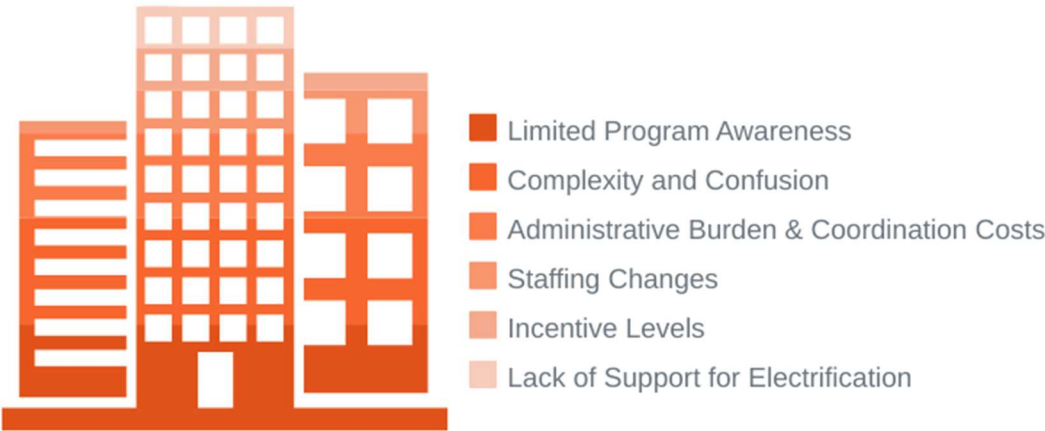 Limited Program Awareness
Complexity and Confusion
Administrative Burden & Coordination Costs
Staffing Changes
Incentive Levels
Lack of Support for Electrification